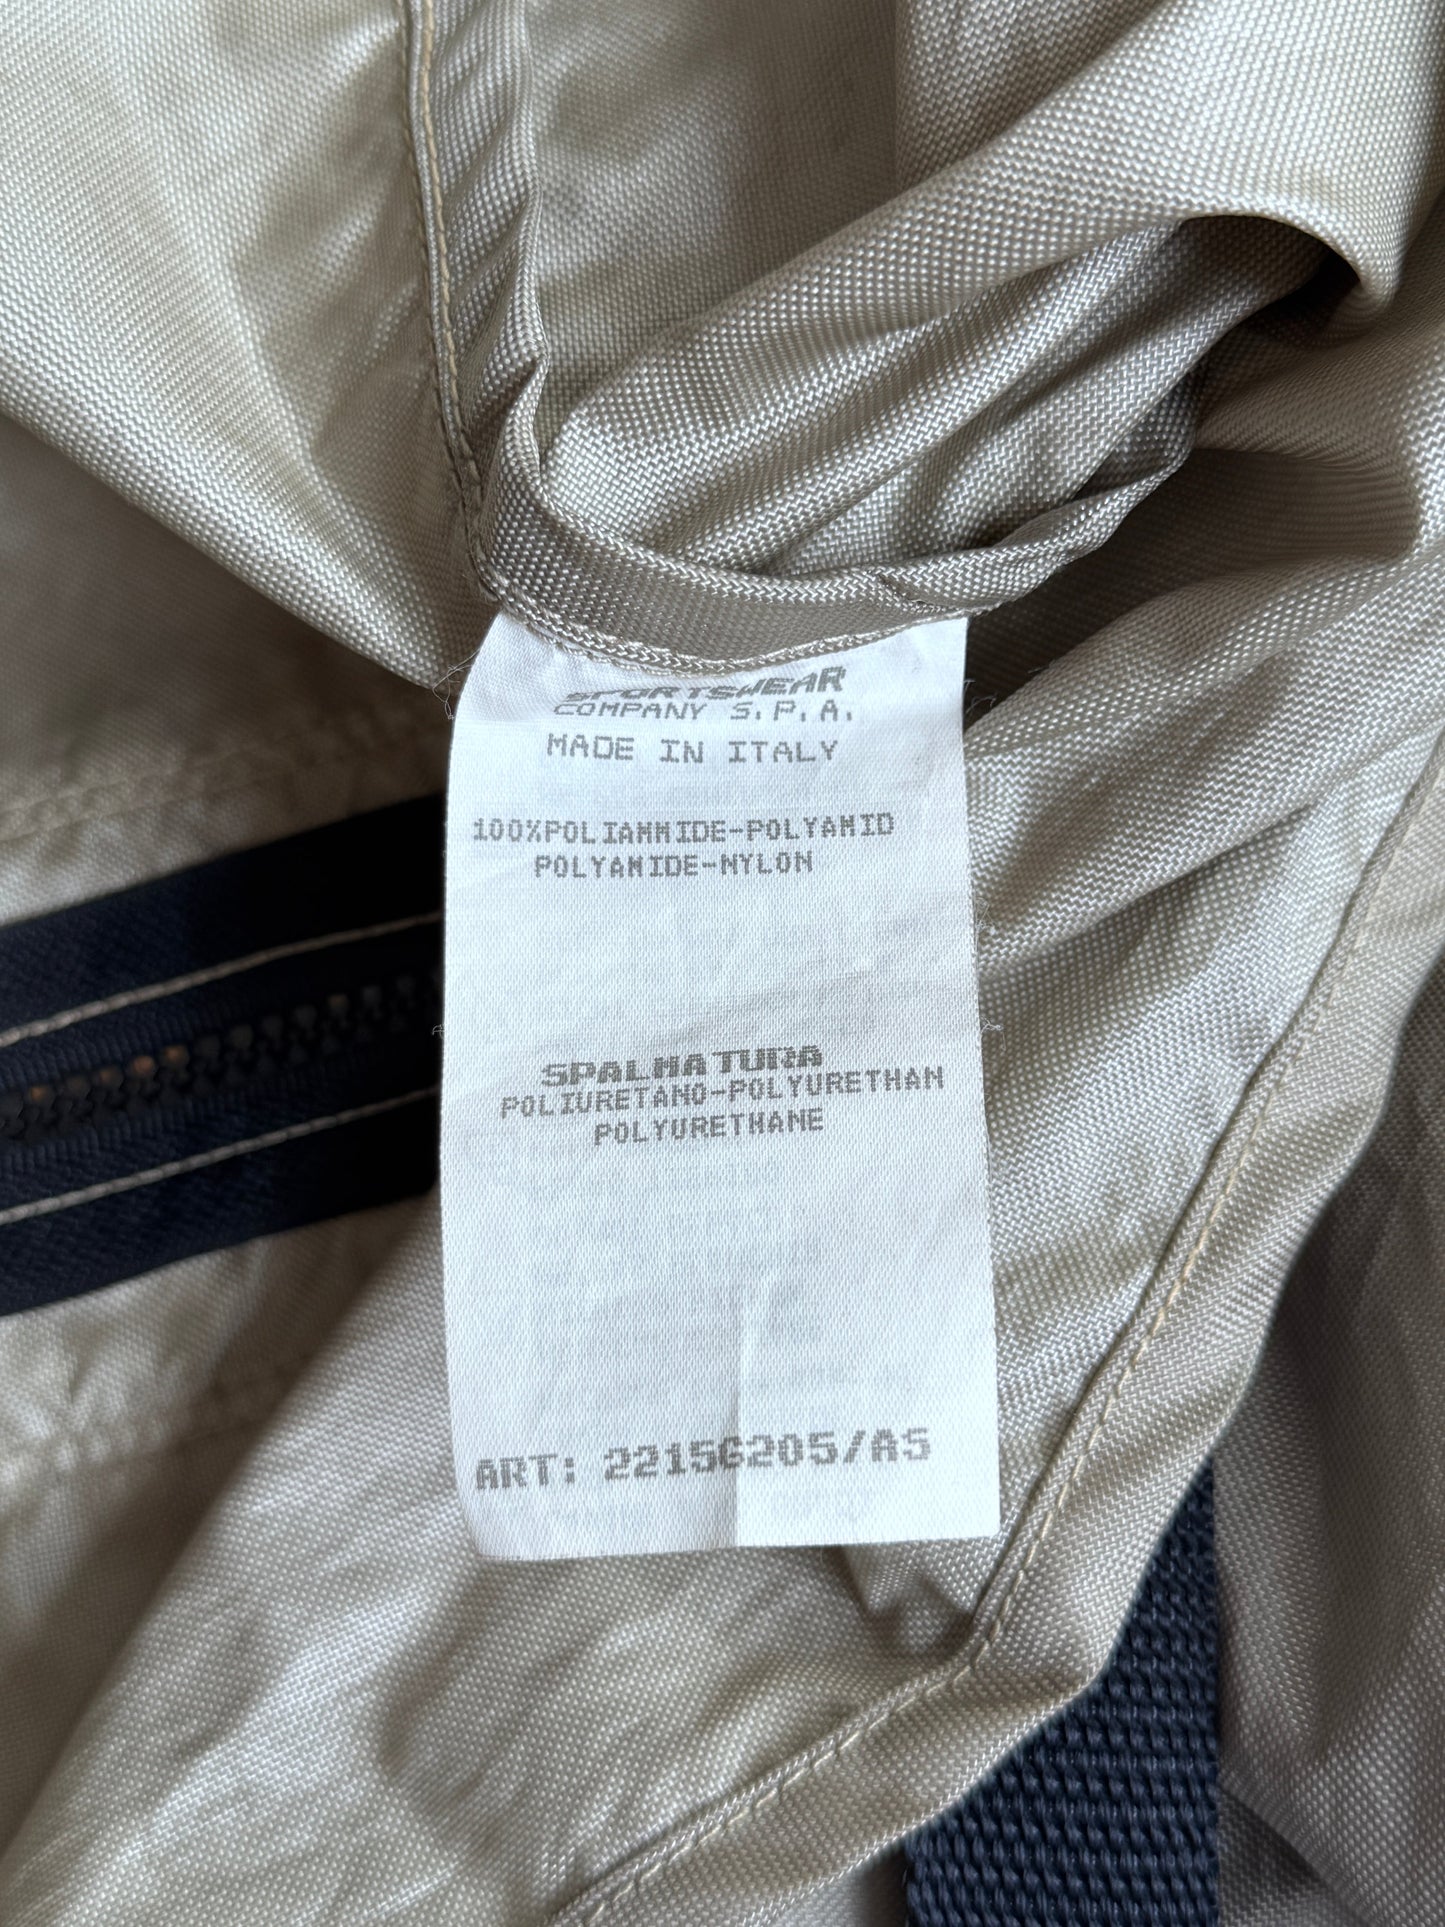 SPORTSWEAR
COMPANY S.P.A.
MADE IN ITALY
100%POLIAMMIDE-POLYAMID
POLYAMIDE-NYLON
SPALMATURA
POLIURETANO-POLYURETHAN
POLYURETHANE
ART: 2215G205/A5